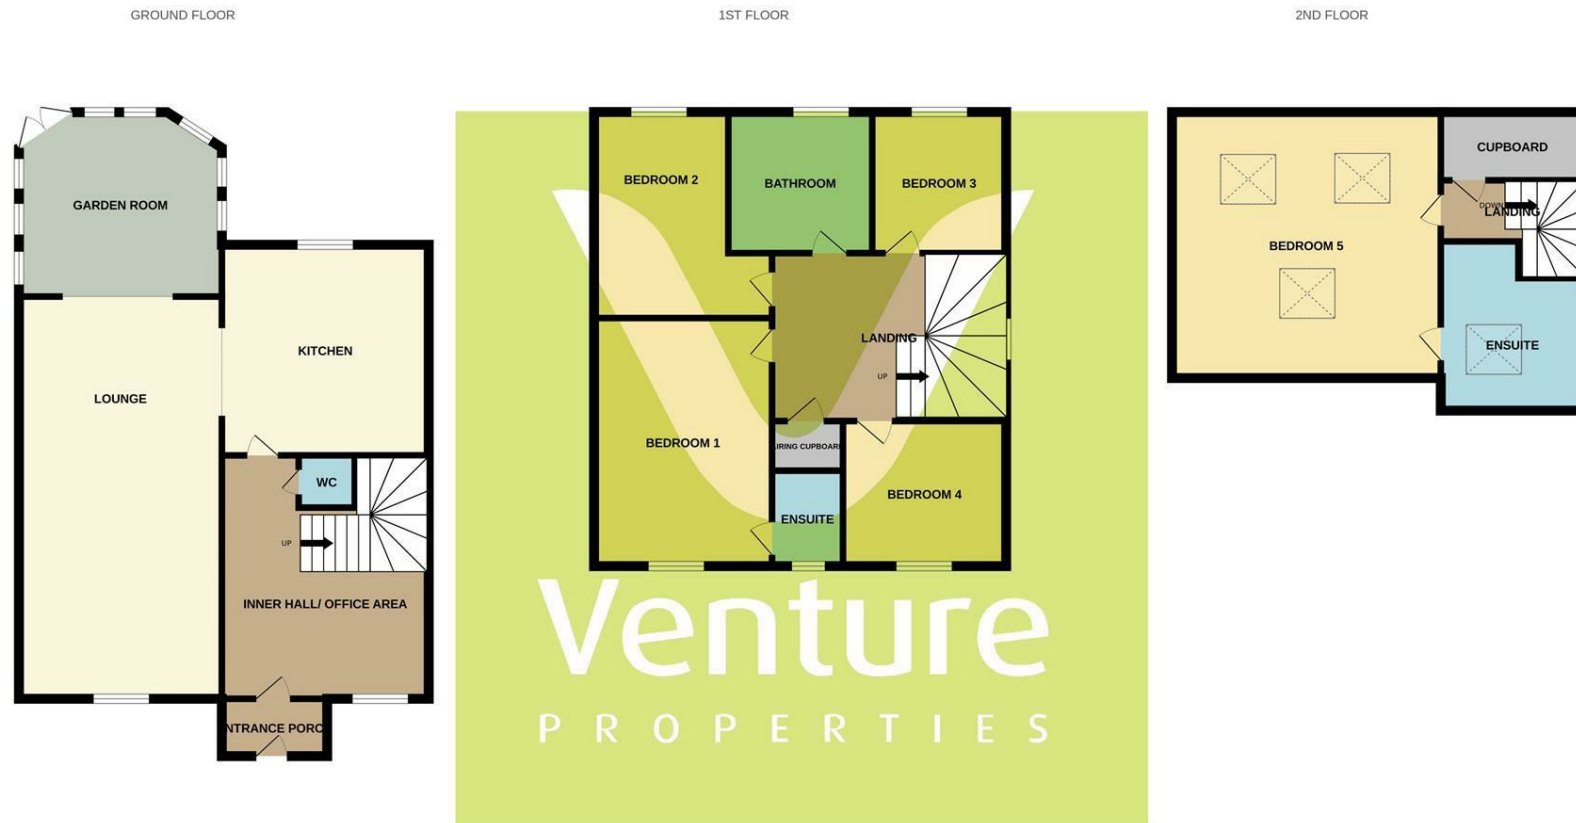 GROUND FLOOR
1ST FLOOR
2ND FLOOR
GARDEN ROOM
KITCHEN
LOUNGE
WC
UP
INNER HALL/ OFFICE AREA
NTRANCE PORC
BEDROOM 2
BATHROOM
BEDROOM 3
LANDING
UP
BEDROOM 1
IRING CUPBOAR
ENSUITE
BEDROOM 4
Venture
PROPERTIES
CUPBOARD
DOWN
LANDING
BEDROOM 5
ENSUITE